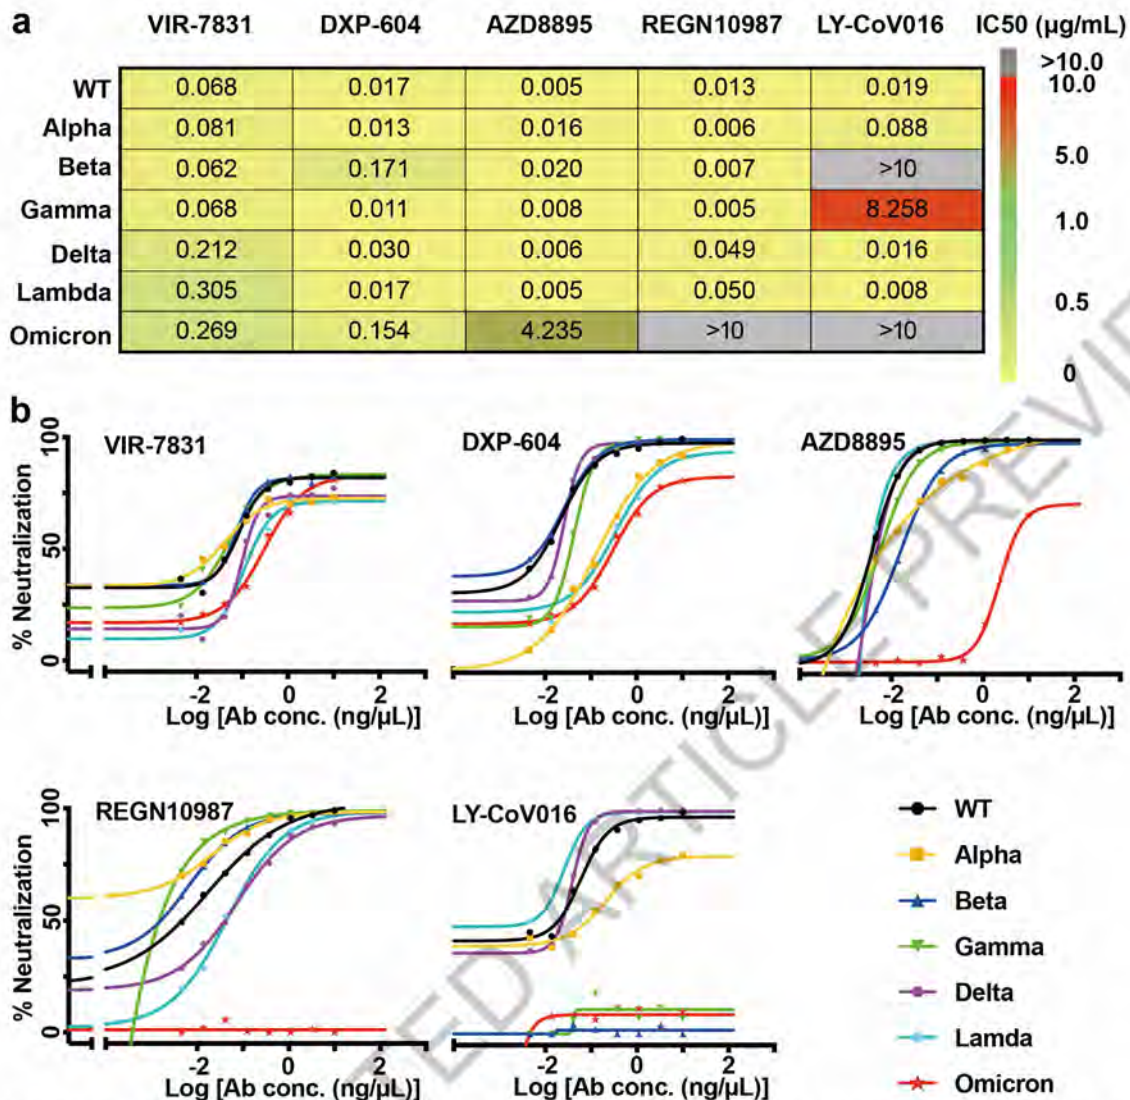 a
VIR-7831 DXP-604 AZD8895 REGN10987 LY-CoV016 IC50 (μg/mL)
WT 0.068 0.017 0.005 0.013 0.019
Alpha 0.081 0.013 0.016 0.006 0.088
Beta 0.062 0.171 0.020 0.007 >10
Gamma 0.068 0.011 0.008 0.005 8.258
Delta 0.212 0.030 0.006 0.049 0.016
Lambda 0.305 0.017 0.005 0.050 0.008
Omicron 0.269 0.154 4.235 >10 >10
>10.0
10.0
5.0
1.0
0.5
0
b
VIR-7831
% Neutralization
100
50
0
-2 0 2
Log [Ab conc. (ng/μL)]
DXP-604
-2 0 2
Log [Ab conc. (ng/μL)]
AZD8895
-2 0 2
Log [Ab conc. (ng/μL)]
REGN10987
% Neutralization
100
50
0
-2 0 2
Log [Ab conc. (ng/μL)]
LY-CoV016
-2 0 2
Log [Ab conc. (ng/μL)]
WT
Alpha
Beta
Gamma
Delta
Lamda
Omicron
TED ARTICLE PREVIE